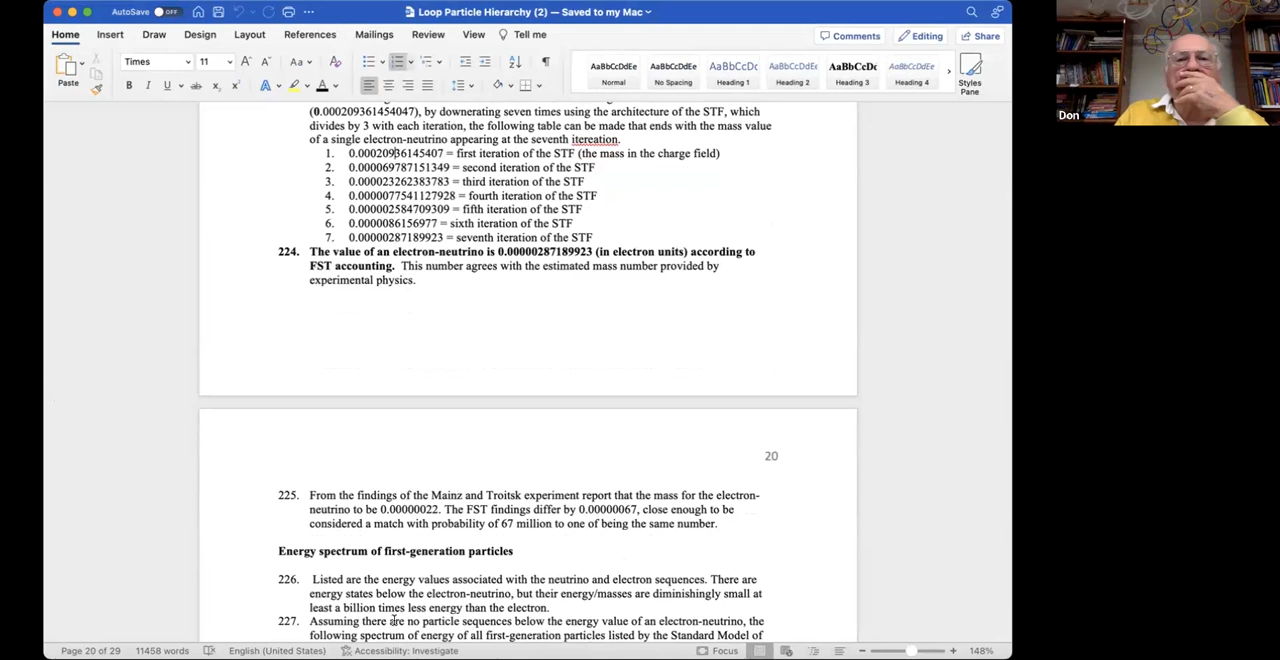 AutoSave OFF
Loop Particle Hierarchy (2) — Saved to my Mac
Home Insert Draw Design Layout References Mailings Review View Tell me
Comments Editing Share
Paste
Times 11
AaBbCcDdEe AaBbCcDdEe AaBbCcDc AaBbCcDdEe AaBbCcDc AaBbCcDdEe
Normal No Spacing Heading 1 Heading 2 Heading 3 Heading 4
Styles
Pane
Don
(0.000209361454047), by downerating seven times using the architecture of the STF, which
divides by 3 with each iteration, the following table can be made that ends with the mass value
of a single electron-neutrino appearing at the seventh itereation.
1. 0.00020936145407 = first iteration of the STF (the mass in the charge field)
2. 0.000069787151349 = second iteration of the STF
3. 0.000023262383783 = third iteration of the STF
4. 0.0000077541127928 = fourth iteration of the STF
5. 0.000002584709309 = fifth iteration of the STF
6. 0.0000086156977 = sixth iteration of the STF
7. 0.00000287189923 = seventh iteration of the STF
224. The value of an electron-neutrino is 0.00000287189923 (in electron units) according to
FST accounting. This number agrees with the estimated mass number provided by
experimental physics.
20
225. From the findings of the Mainz and Troitsk experiment report that the mass for the electron-
neutrino to be 0.00000022. The FST findings differ by 0.00000067, close enough to be
considered a match with probability of 67 million to one of being the same number.
Energy spectrum of first-generation particles
226. Listed are the energy values associated with the neutrino and electron sequences. There are
energy states below the electron-neutrino, but their energy/masses are diminishingly small at
least a billion times less energy than the electron.
227. Assuming there are no particle sequences below the energy value of an electron-neutrino, the
following spectrum of energy of all first-generation particles listed by the Standard Model of
Page 20 of 29 11458 words English (United States) Accessibility: Investigate Focus 148%